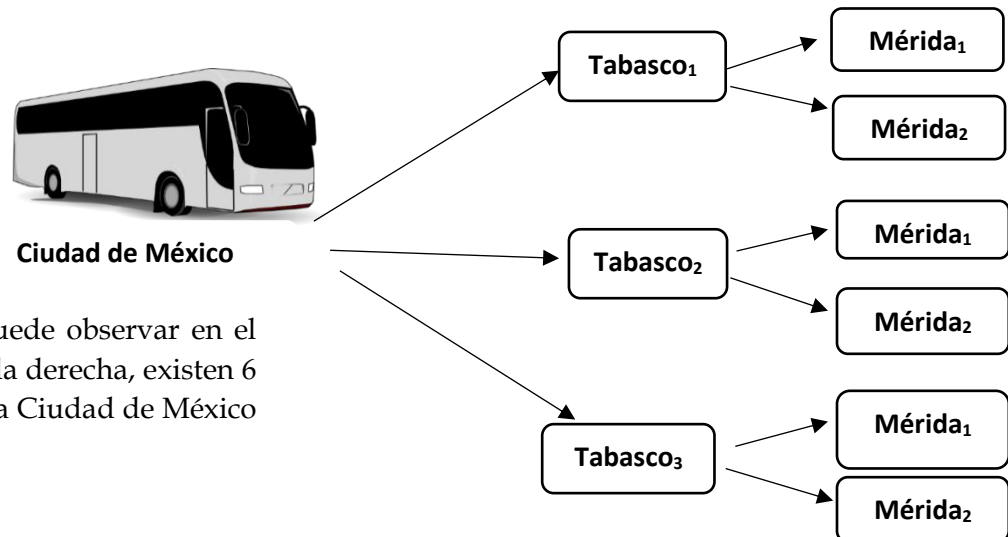 Tabasco₁
Mérida₁
Mérida₂
Ciudad de México
Tabasco₂
Mérida₁
Mérida₂
puede observar en el
la derecha, existen 6
a Ciudad de México
Tabasco₃
Mérida₁
Mérida₂